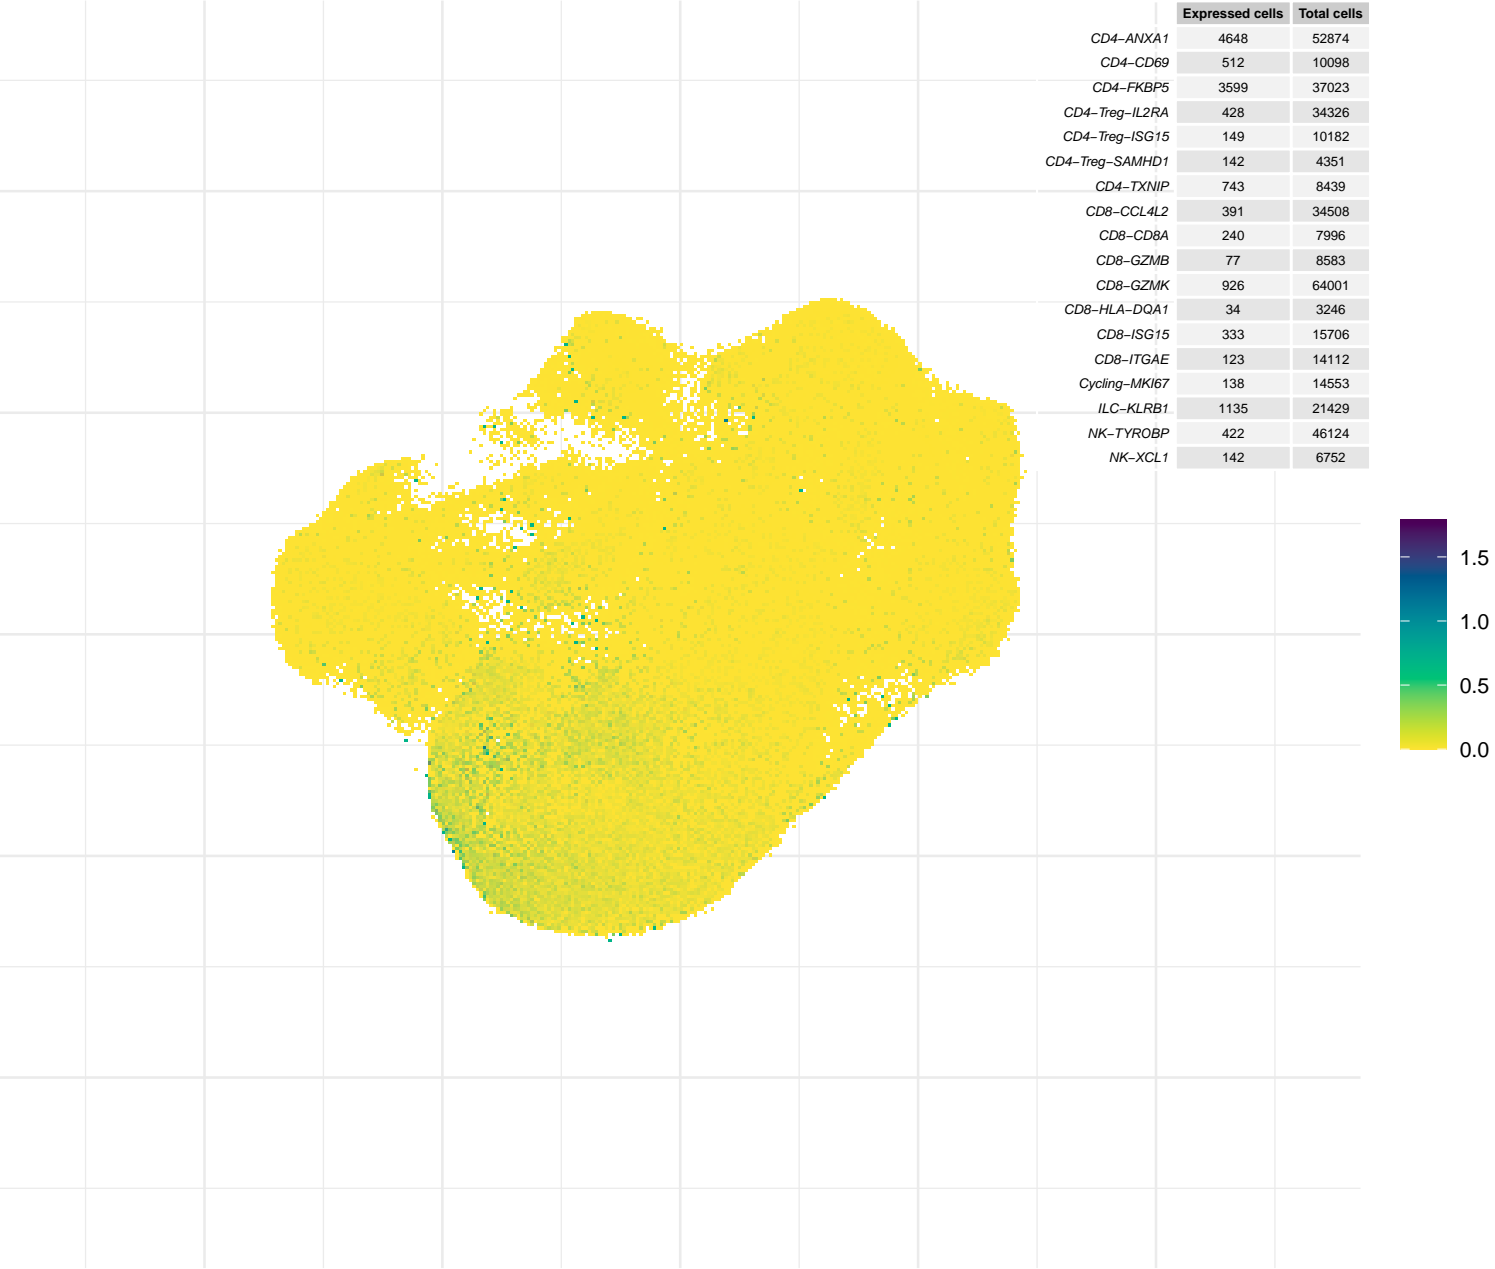 Expressed cells Total cells
CD4−ANXA1 4648 52874
CD4−CD69 512 10098
CD4−FKBP5 3599 37023
CD4−Treg−IL2RA 428 34326
CD4−Treg−ISG15 149 10182
CD4−Treg−SAMHD1 142 4351
CD4−TXNIP 743 8439
CD8−CCL4L2 391 34508
CD8−CD8A 240 7996
CD8−GZMB 77 8583
CD8−GZMK 926 64001
CD8−HLA−DQA1 34 3246
CD8−ISG15 333 15706
CD8−ITGAE 123 14112
Cycling−MKI67 138 14553
ILC−KLRB1 1135 21429
NK−TYROBP 422 46124
NK−XCL1 142 6752
1.5
1.0
0.5
0.0